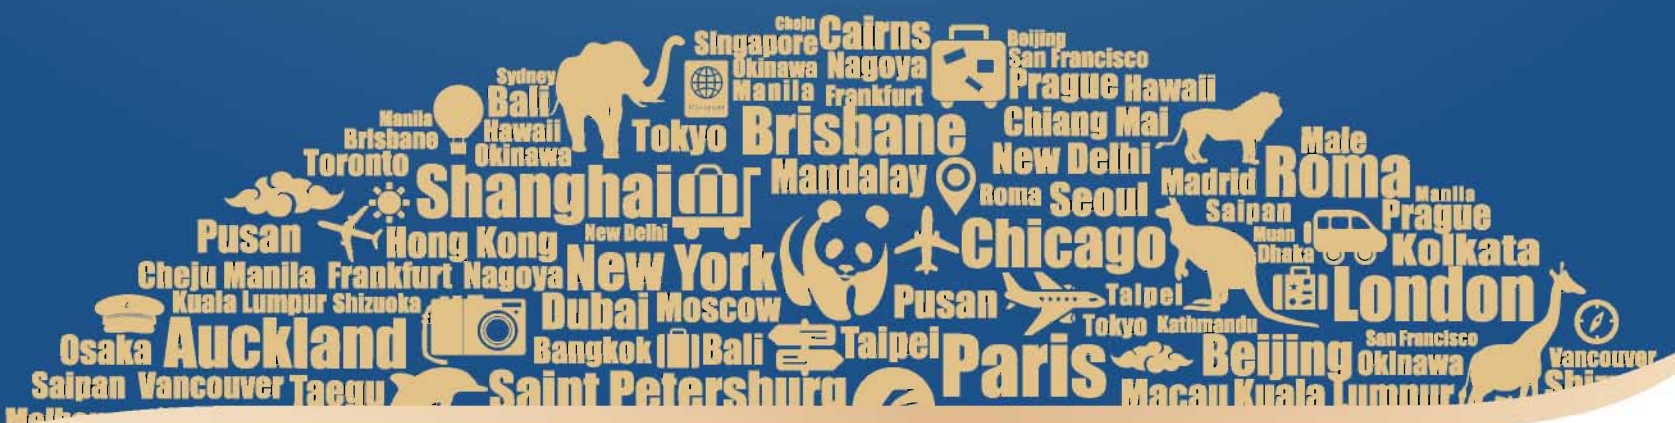 Cheju
Singapore Cairns Beijing
San Francisco
Sydney Okinawa Nagoya
Bali Manila Frankfurt Prague Hawaii
Manila Hawaii Tokyo Brisbane Chiang Mai Male
Brisbane Okinawa New Delhi Roma
Toronto Shanghai Mandalay Roma Seoul Madrid Manila
Saipan Prague
Pusan Hong Kong New Delhi Chicago Muan Kolkata
Dhaka
Cheju Manila Frankfurt Nagoya New York London
Kuala Lumpur Shizuoka Dubai Moscow Pusan Taipei
Tokyo Kathmandu
Osaka Auckland Bangkok Bali Taipei Paris Beijing San Francisco
Okinawa Vancouver
Saipan Vancouver Taegu Saint Petersburg Macau Kuala Lumpur